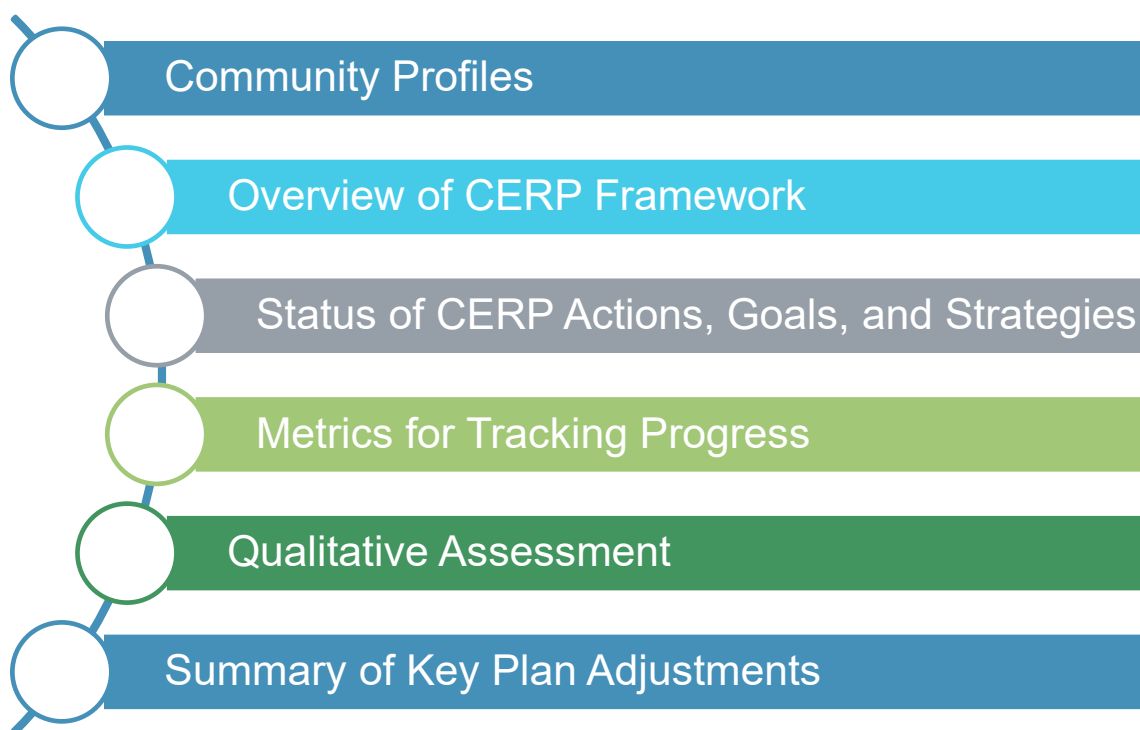 Community Profiles
Overview of CERP Framework
Status of CERP Actions, Goals, and Strategies
Metrics for Tracking Progress
Qualitative Assessment
Summary of Key Plan Adjustments